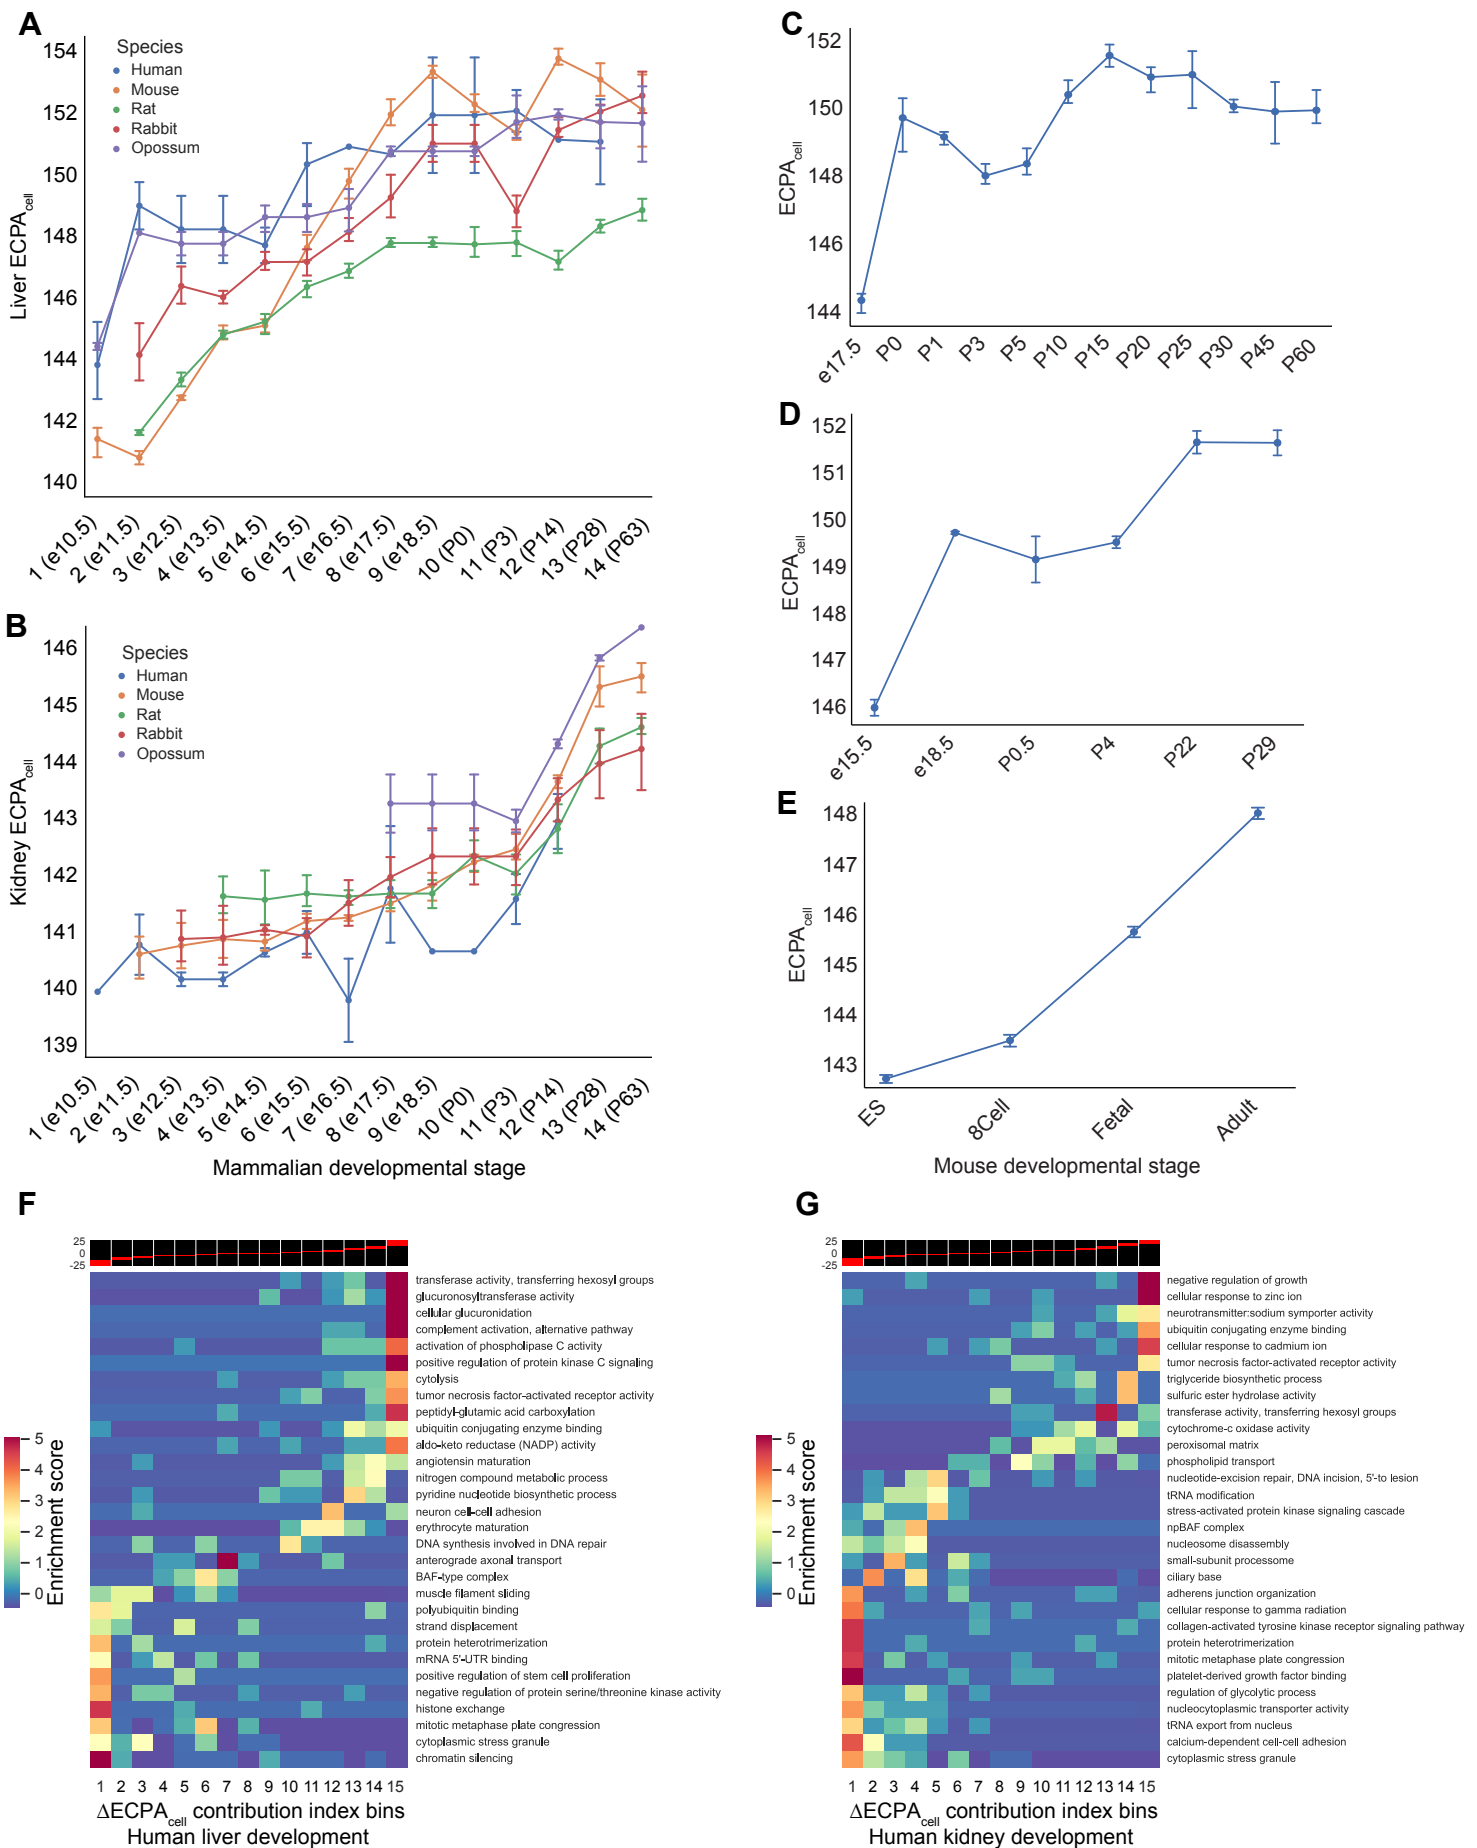 A
Species
Human
Mouse
Rat
Rabbit
Opossum
Liver ECPAcell
154
152
150
148
146
144
142
140
1 (e10.5)
2 (e11.5)
3 (e12.5)
4 (e13.5)
5 (e14.5)
6 (e15.5)
7 (e16.5)
8 (e17.5)
9 (e18.5)
10 (P0)
11 (P3)
12 (P14)
13 (P28)
14 (P63)
B
Species
Human
Mouse
Rat
Rabbit
Opossum
Kidney ECPAcell
146
145
144
143
142
141
140
139
1 (e10.5)
2 (e11.5)
3 (e12.5)
4 (e13.5)
5 (e14.5)
6 (e15.5)
7 (e16.5)
8 (e17.5)
9 (e18.5)
10 (P0)
11 (P3)
12 (P14)
13 (P28)
14 (P63)
Mammalian developmental stage
C
ECPAcell
152
150
148
146
144
e17.5
P0
P1
P3
P5
P10
P15
P20
P25
P30
P45
P60
D
ECPAcell
152
151
150
149
148
147
146
e15.5
e18.5
P0.5
P4
P22
P29
E
ECPAcell
148
147
146
145
144
143
ES
8Cell
Fetal
Adult
Mouse developmental stage
F
25
0
-25
transferase activity, transferring hexosyl groups
glucuronosyltransferase activity
cellular glucuronidation
complement activation, alternative pathway
activation of phospholipase C activity
positive regulation of protein kinase C signaling
cytolysis
tumor necrosis factor-activated receptor activity
peptidyl-glutamic acid carboxylation
ubiquitin conjugating enzyme binding
aldo-keto reductase (NADP) activity
angiotensin maturation
nitrogen compound metabolic process
pyridine nucleotide biosynthetic process
neuron cell-cell adhesion
erythrocyte maturation
DNA synthesis involved in DNA repair
anterograde axonal transport
BAF-type complex
muscle filament sliding
polyubiquitin binding
strand displacement
protein heterotrimerization
mRNA 5'-UTR binding
positive regulation of stem cell proliferation
negative regulation of protein serine/threonine kinase activity
histone exchange
mitotic metaphase plate congression
cytoplasmic stress granule
chromatin silencing
5
4
3
2
1
0
Enrichment score
1 2 3 4 5 6 7 8 9 10 11 12 13 14 15
ΔECPAcell contribution index bins
Human liver development
G
25
0
-25
negative regulation of growth
cellular response to zinc ion
neurotransmitter:sodium symporter activity
ubiquitin conjugating enzyme binding
cellular response to cadmium ion
tumor necrosis factor-activated receptor activity
triglyceride biosynthetic process
sulfuric ester hydrolase activity
transferase activity, transferring hexosyl groups
cytochrome-c oxidase activity
peroxisomal matrix
phospholipid transport
nucleotide-excision repair, DNA incision, 5'-to lesion
tRNA modification
stress-activated protein kinase signaling cascade
npBAF complex
nucleosome disassembly
small-subunit processome
ciliary base
adherens junction organization
cellular response to gamma radiation
collagen-activated tyrosine kinase receptor signaling pathway
protein heterotrimerization
mitotic metaphase plate congression
platelet-derived growth factor binding
regulation of glycolytic process
nucleocytoplasmic transporter activity
tRNA export from nucleus
calcium-dependent cell-cell adhesion
cytoplasmic stress granule
5
4
3
2
1
0
Enrichment score
1 2 3 4 5 6 7 8 9 10 11 12 13 14 15
ΔECPAcell contribution index bins
Human kidney development